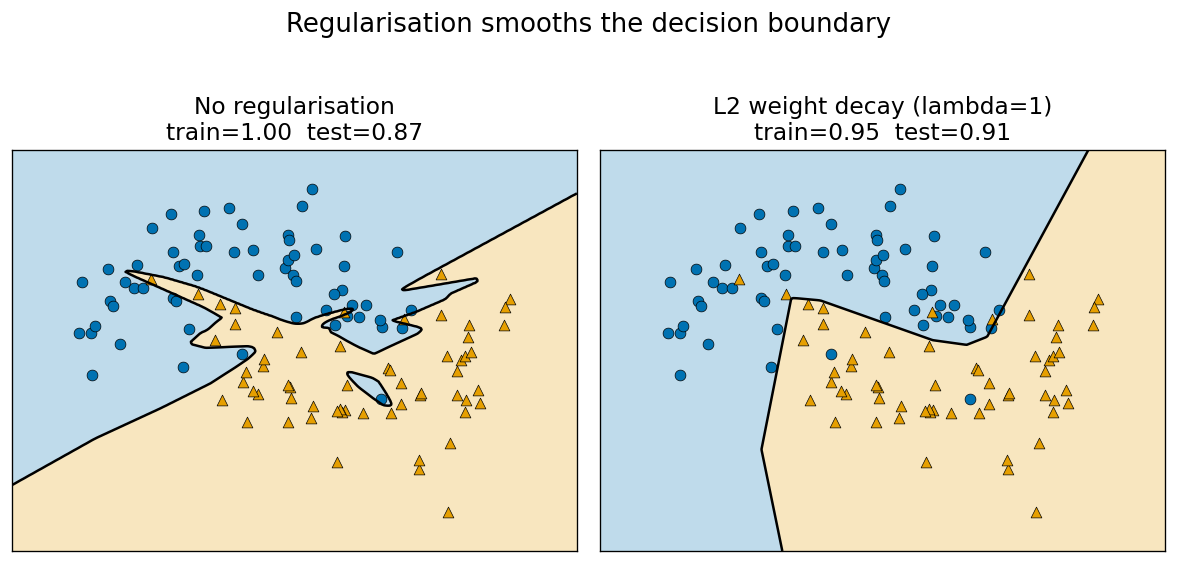 Regularisation smooths the decision boundary
No regularisation
train=1.00  test=0.87
L2 weight decay (lambda=1)
train=0.95  test=0.91